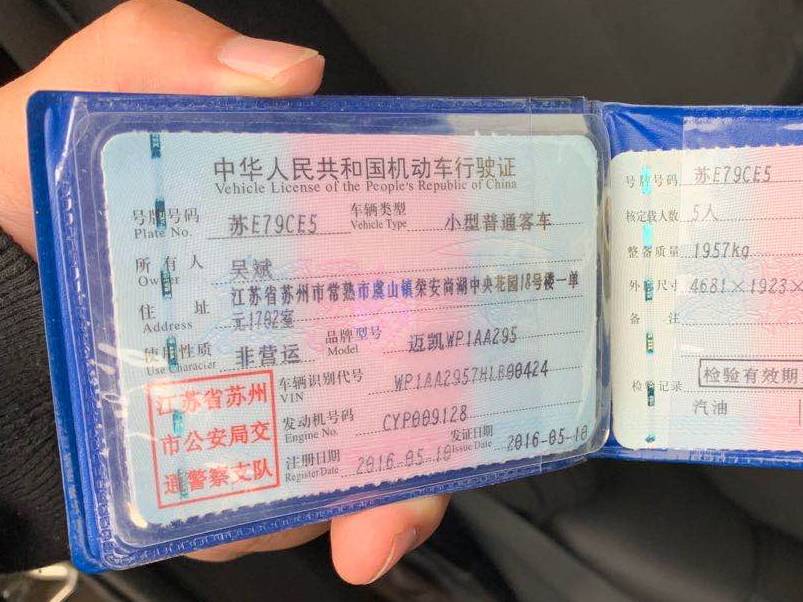 中华人民共和国机动车行驶证
Vehicle License of the People's Republic of China
号牌号码 苏E79CE5 车辆类型 小型普通客车
Plate No. Vehicle Type
所有人 吴斌
Owner
住址 江苏省苏州市常熟市虞山镇荣安尚湖中央花园18号楼一单
Address 元1702室
使用性质 非营运 品牌型号 迈凯WP1AA295
Use Character Model
江苏省苏州
市公安局交
通警察支队
车辆识别代号 WP1AA2957HLB00424
VIN
发动机号码 CYP009128
Engine No.
注册日期 2016-05-10 发证日期 2016-05-10
Register Date Issue Date
号牌号码 苏E79CE5
核定载人数 5人
整备质量 1957kg
外廓尺寸 4681×1923×
备注
检验记录 检验有效期
汽油